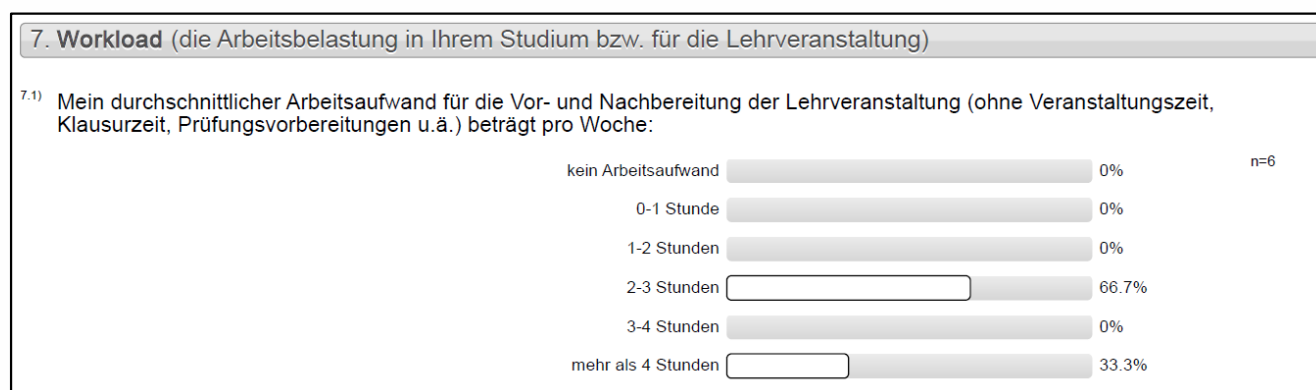 7. Workload (die Arbeitsbelastung in Ihrem Studium bzw. für die Lehrveranstaltung)
7.1) Mein durchschnittlicher Arbeitsaufwand für die Vor- und Nachbereitung der Lehrveranstaltung (ohne Veranstaltungszeit,
Klausurzeit, Prüfungsvorbereitungen u.ä.) beträgt pro Woche:
kein Arbeitsaufwand 0% n=6
0-1 Stunde 0%
1-2 Stunden 0%
2-3 Stunden 66.7%
3-4 Stunden 0%
mehr als 4 Stunden 33.3%